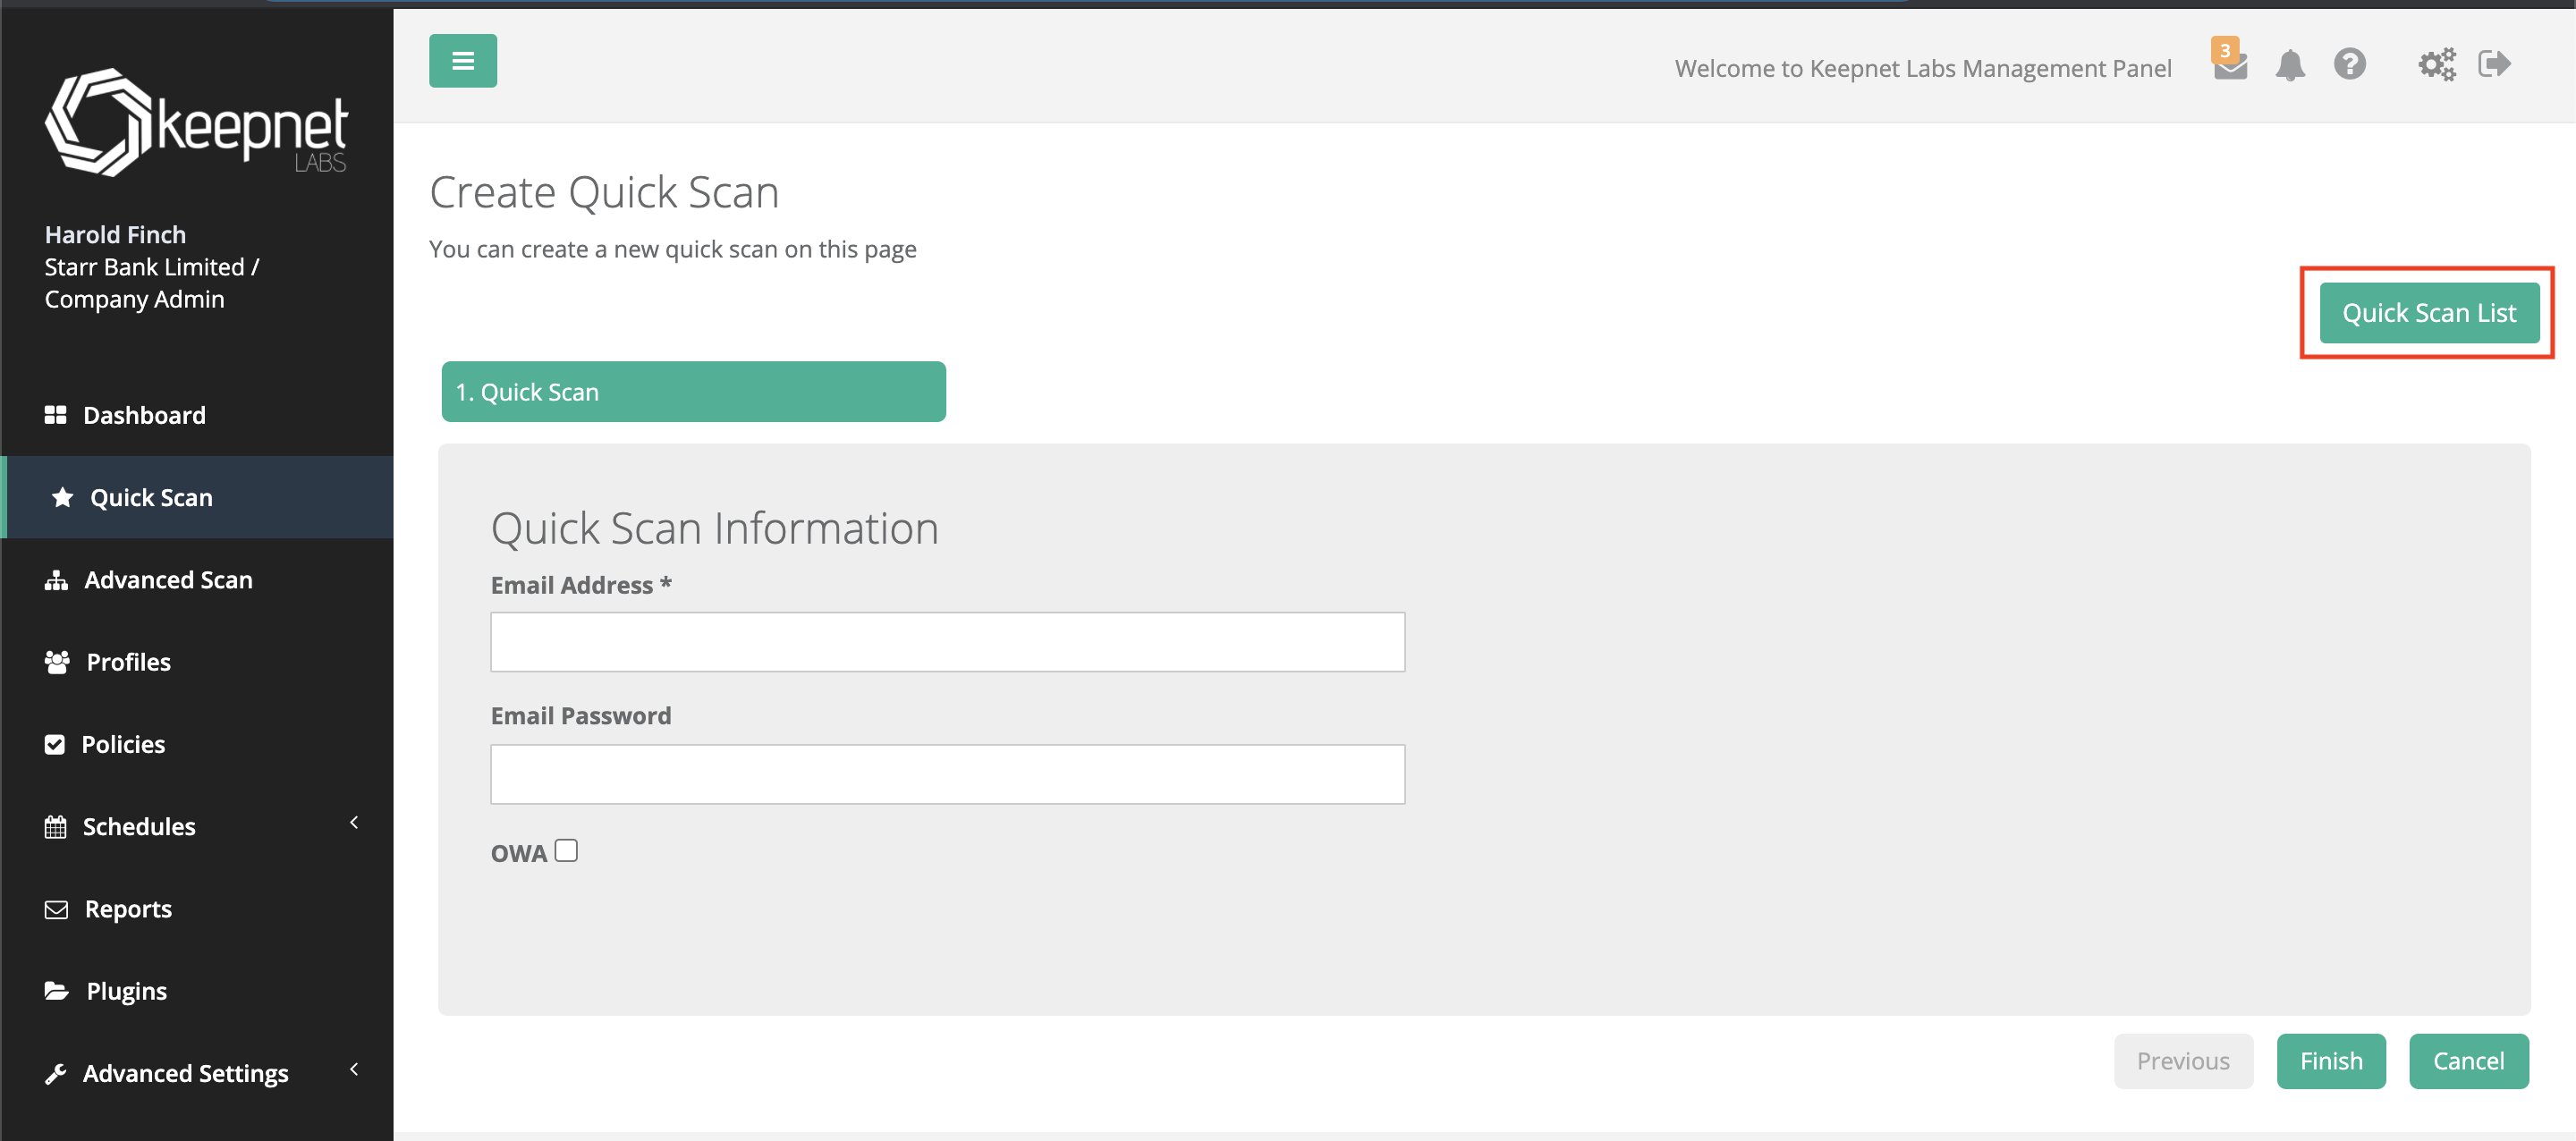 keepnet
LABS
Harold Finch
Starr Bank Limited /
Company Admin
Dashboard
Quick Scan
Advanced Scan
Profiles
Policies
Schedules
Reports
Plugins
Advanced Settings
Welcome to Keepnet Labs Management Panel
3
Create Quick Scan
You can create a new quick scan on this page
Quick Scan List
1. Quick Scan
Quick Scan Information
Email Address *
Email Password
OWA
Previous
Finish
Cancel